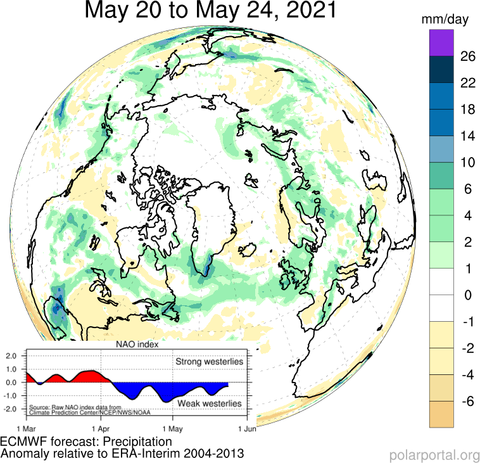 May 20 to May 24, 2021
mm/day
26
22
18
14
10
6
4
2
1
0
-1
-2
-4
-6
NAO index
2.0
1.0
0.0
-1.0
-2.0
Strong westerlies
Weak westerlies
Source: Raw NAO index data from
Climate Prediction Center/NCEP/NWS/NOAA
1 Mar 1 Apr 1 May 1 Jun
ECMWF forecast: Precipitation
Anomaly relative to ERA-Interim 2004-2013
polarportal.org